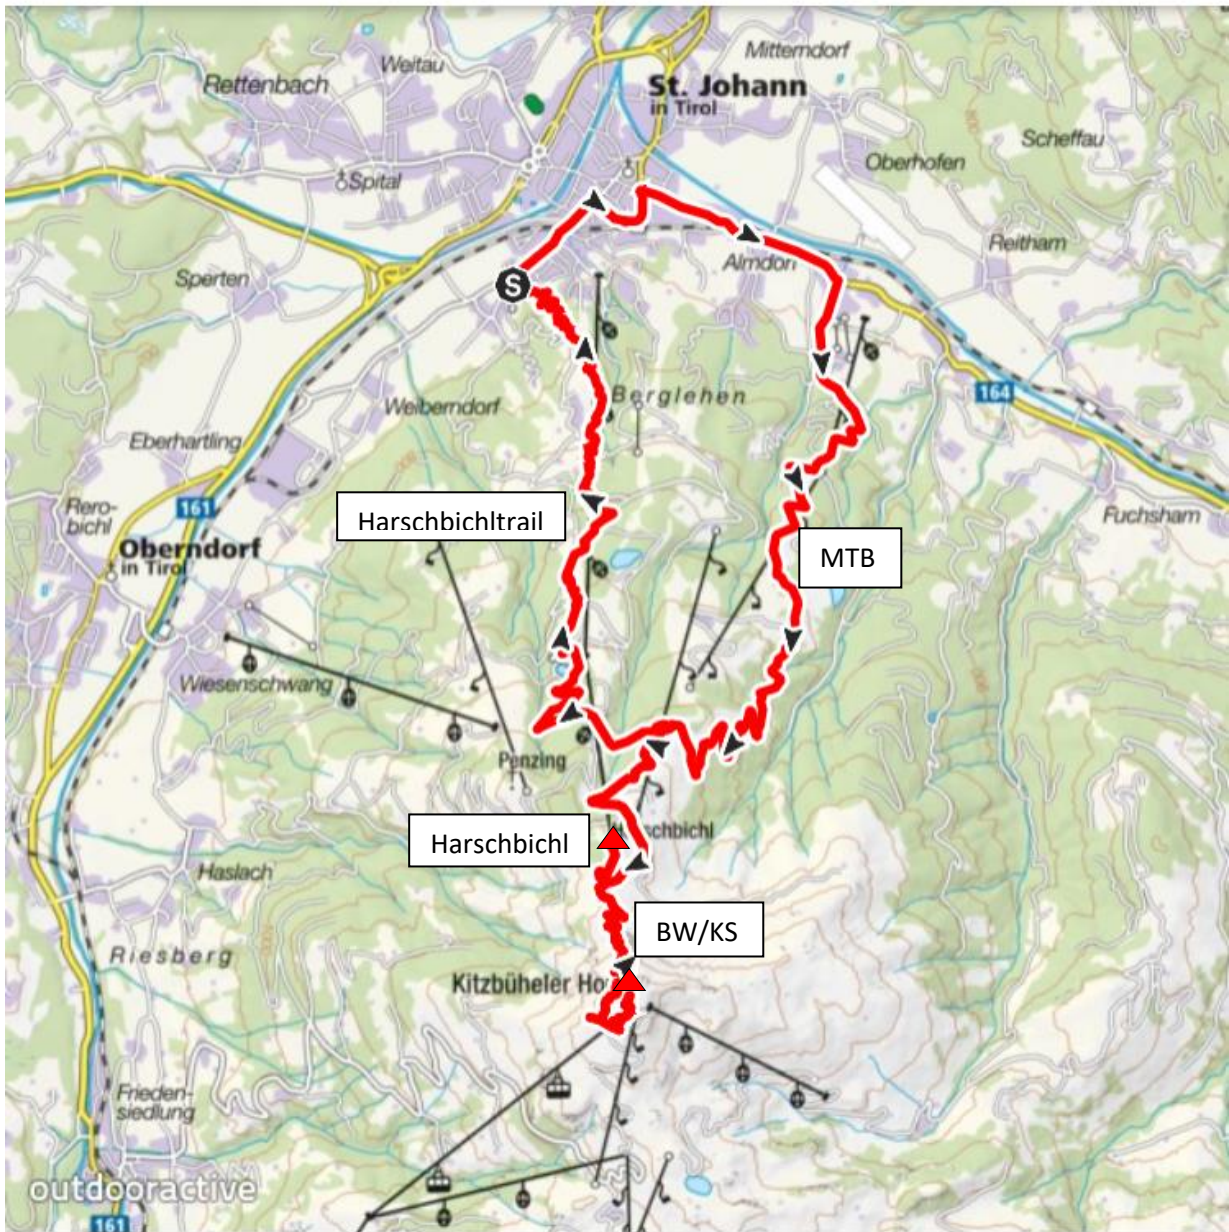 Mitterndorf
Weitau
Rettenbach
St. Johann
in Tirol
Scheffau
Oberhofen
Spital
Reitham
Sperten
Almdorf
164
Berglehen
Weiberndorf
Eberhartling
800
161
Rero-
bichl
Harschbichltrail
Fuchsham
Oberndorf
in Tirol
MTB
Wiesenschwang
Penzing
Harschbichl
schbichl
Haslach
BW/KS
Riesberg
Kitzbüheler Ho
Frieden-
siedlung
outdooractive
161